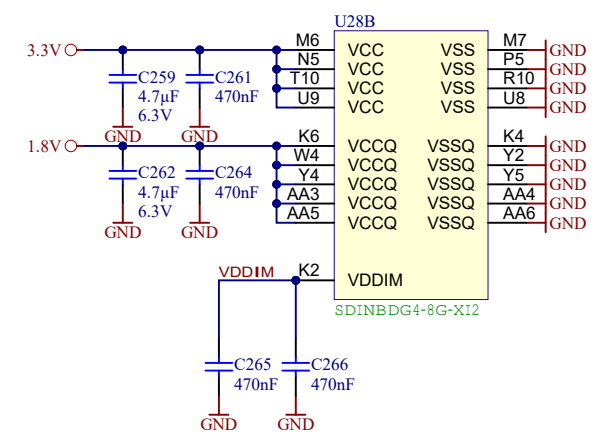 U28B
3.3V M6 VCC VSS M7 GND
N5 VCC VSS P5 GND
C259 C261 T10 VCC VSS R10 GND
4.7µF 470nF U9 VCC VSS U8 GND
6.3V
GND GND
1.8V K6 VCCQ VSSQ K4 GND
W4 VCCQ VSSQ Y2 GND
C262 C264 Y4 VCCQ VSSQ Y5 GND
4.7µF 470nF AA3 VCCQ VSSQ AA4 GND
6.3V AA5 VCCQ VSSQ AA6 GND
GND GND
VDDIM K2 VDDIM
SDINBDG4-8G-XI2
C265 C266
470nF 470nF
GND GND